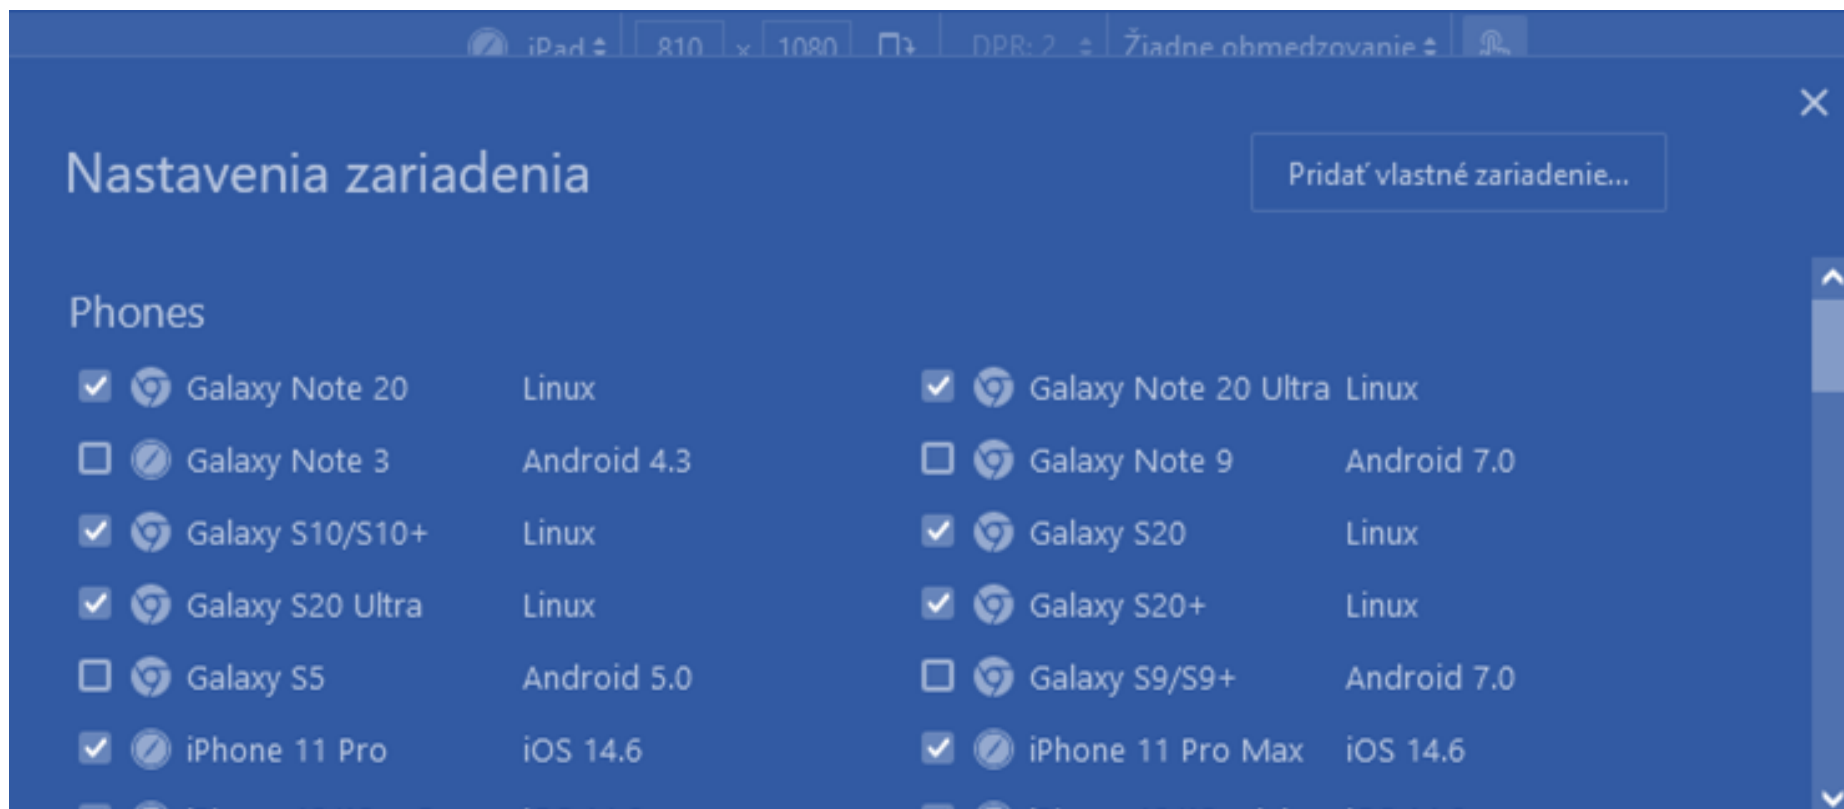 iPad 810 x 1080 DPR: 2 Žiadne obmedzovanie
Nastavenia zariadenia
Pridať vlastné zariadenie...
Phones
Galaxy Note 20 Linux Galaxy Note 20 Ultra Linux
Galaxy Note 3 Android 4.3 Galaxy Note 9 Android 7.0
Galaxy S10/S10+ Linux Galaxy S20 Linux
Galaxy S20 Ultra Linux Galaxy S20+ Linux
Galaxy S5 Android 5.0 Galaxy S9/S9+ Android 7.0
iPhone 11 Pro iOS 14.6 iPhone 11 Pro Max iOS 14.6